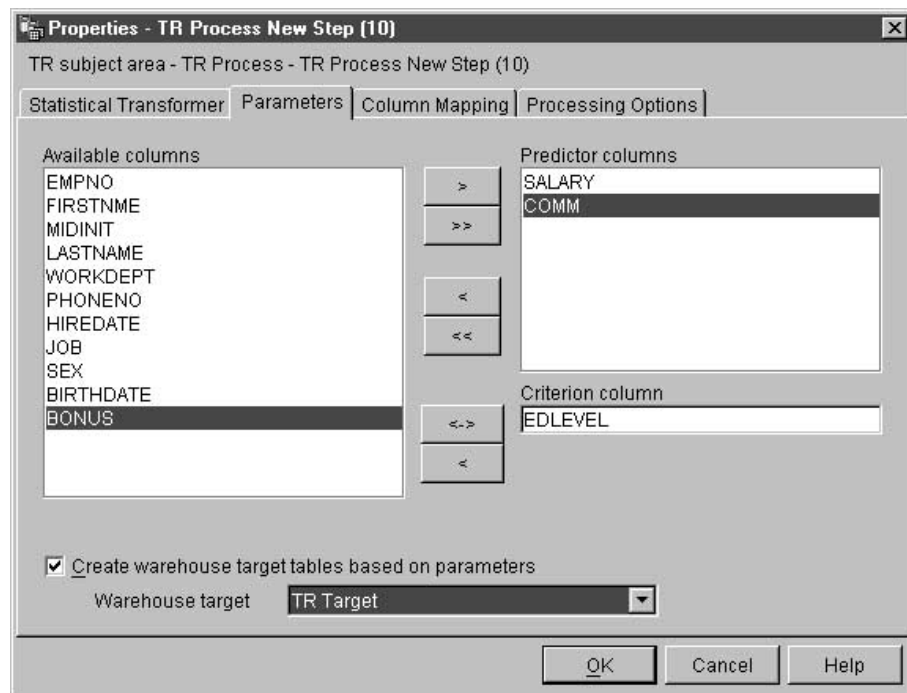 Properties - TR Process New Step (10)
TR subject area - TR Process - TR Process New Step (10)
Statistical Transformer Parameters Column Mapping Processing Options
Available columns
EMPNO
FIRSTNME
MIDINIT
LASTNAME
WORKDEPT
PHONENO
HIREDATE
JOB
SEX
BIRTHDATE
BONUS
>
>>
<
<<
<->
<
Predictor columns
SALARY
COMM
Criterion column
EDLEVEL
Create warehouse target tables based on parameters
Warehouse target TR Target
OK Cancel Help